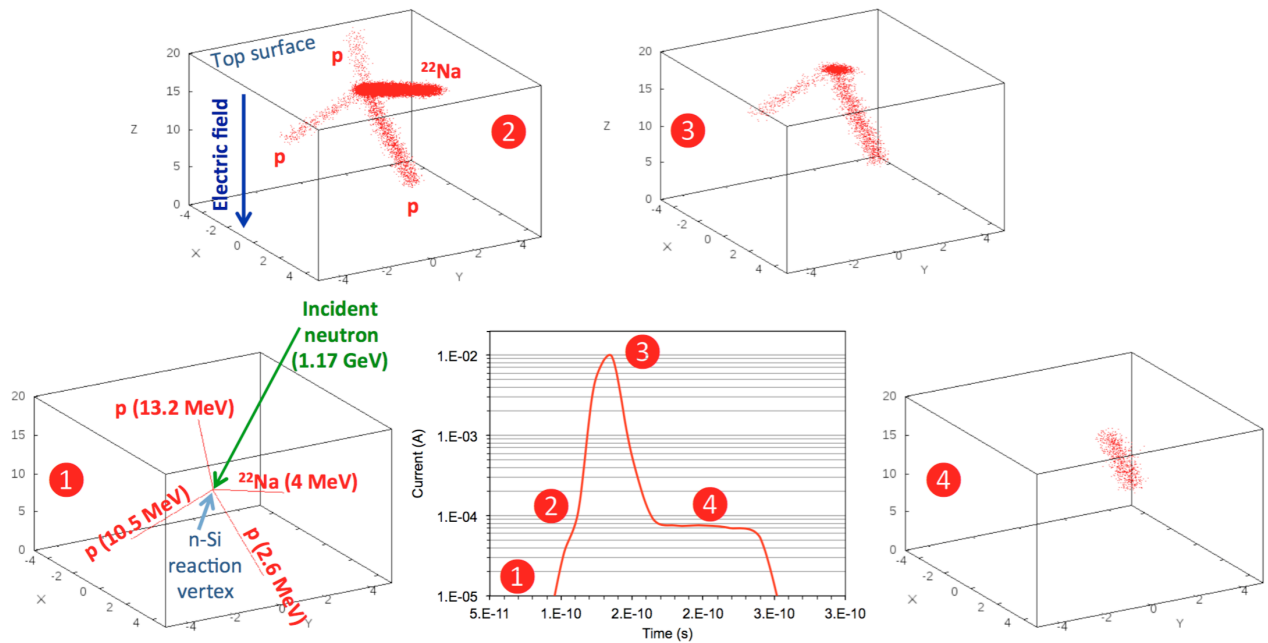 20
15
10
5
0
Z
-4
-2
0
2
4
X
-4
-2
0
2
4
Y
Top surface
Electric field
p
p
p
²²Na
2
20
15
10
5
0
Z
-4
-2
0
2
4
X
-4
-2
0
2
4
Y
3
Incident
neutron
(1.17 GeV)
20
15
10
5
0
-4
-2
0
2
4
X
-4
-2
0
2
4
Y
1
p (13.2 MeV)
²²Na (4 MeV)
p (10.5 MeV)
p (2.6 MeV)
n-Si
reaction
vertex
Current (A)
1.E-02
1.E-03
1.E-04
1.E-05
5.E-11
1.E-10
2.E-10
2.E-10
3.E-10
3.E-10
Time (s)
1
2
3
4
20
15
10
5
0
Z
-4
-2
0
2
4
X
-4
-2
0
2
4
Y
4